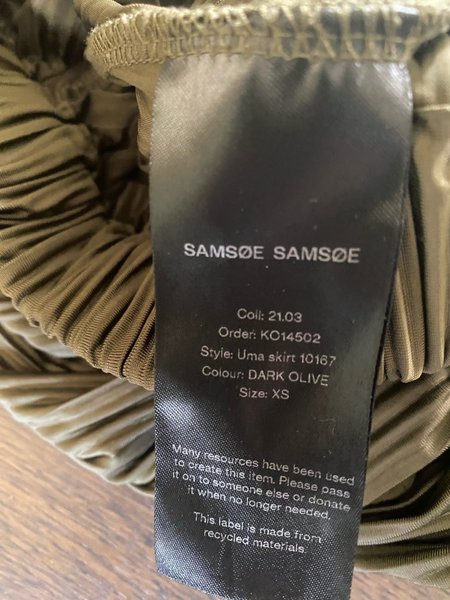 SAMSØE SAMSØE
Coll: 21.03
Order: KO14502
Style: Uma skirt 10167
Colour: DARK OLIVE
Size: XS
Many resources have been used
to create this item. Please pass
it on to someone else or donate
it when no longer needed.
This label is made from
recycled materials.